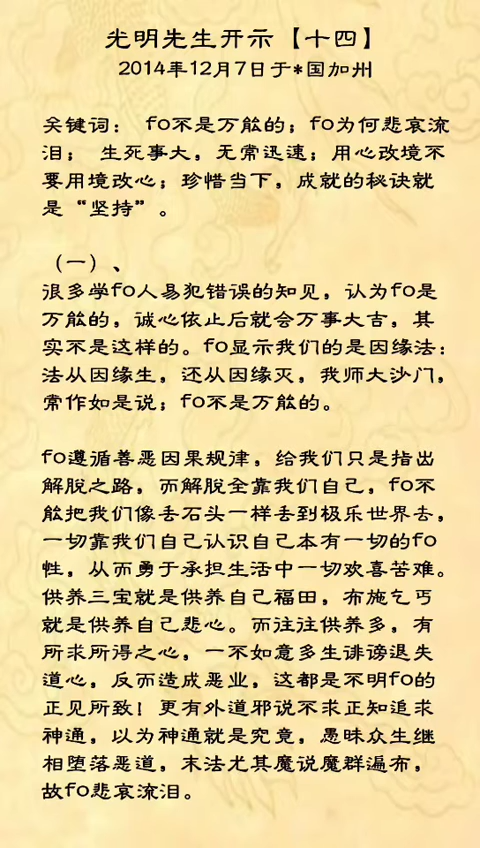 光明先生开示【十四】
2014年12月7日于*国加州
关键词： fo不是万能的；fo为何悲哀流
泪； 生死事大，无常迅速；用心改境不
要用境改心；珍惜当下，成就的秘诀就
是“坚持”。
（一）、
很多学fo人易犯错误的知见，认为fo是
万能的，诚心依止后就会万事大吉，其
实不是这样的。fo显示我们的是因缘法：
法从因缘生，还从因缘灭，我师大沙门，
常作如是说；fo不是万能的。
fo遵循善恶因果规律，给我们只是指出
解脱之路，而解脱全靠我们自己，fo不
能把我们像丢石头一样丢到极乐世界去，
一切靠我们自己认识自己本有一切的fo
性，从而勇于承担生活中一切欢喜苦难。
供养三宝就是供养自己福田，布施乞丐
就是供养自己悲心。而往往供养多，有
所求所得之心，一不如意多生诽谤退失
道心，反而造成恶业，这都是不明fo的
正见所致！更有外道邪说不求正知追求
神通，以为神通就是究竟，愚昧众生继
相堕落恶道，末法尤其魔说魔群遍布，
故fo悲哀流泪。